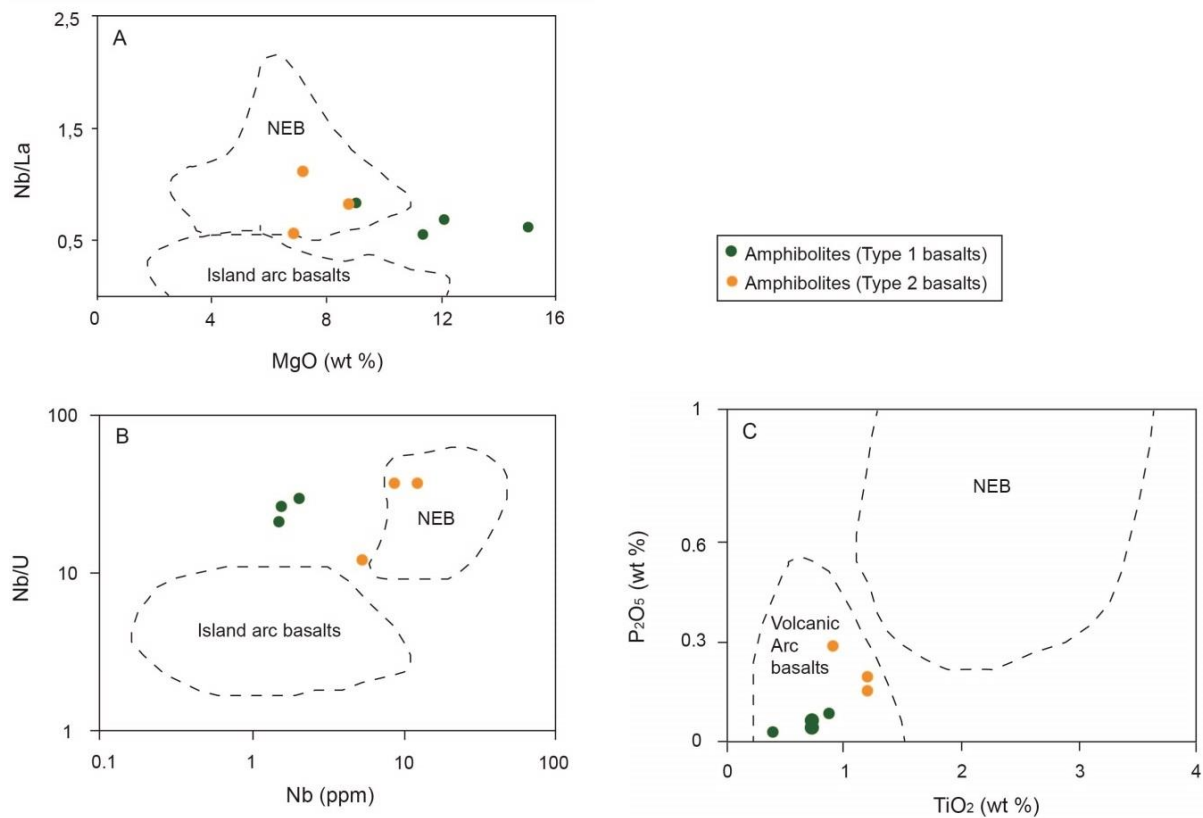 A
2,5
1,5
0,5
Nb/La
NEB
Island arc basalts
0
4
8
12
16
MgO (wt %)
Amphibolites (Type 1 basalts)
Amphibolites (Type 2 basalts)
B
100
10
1
Nb/U
NEB
Island arc basalts
0.1
1
10
100
Nb (ppm)
C
1
0.6
0.3
0
P₂O₅ (wt %)
NEB
Volcanic
Arc
basalts
0
1
2
3
4
TiO₂ (wt %)